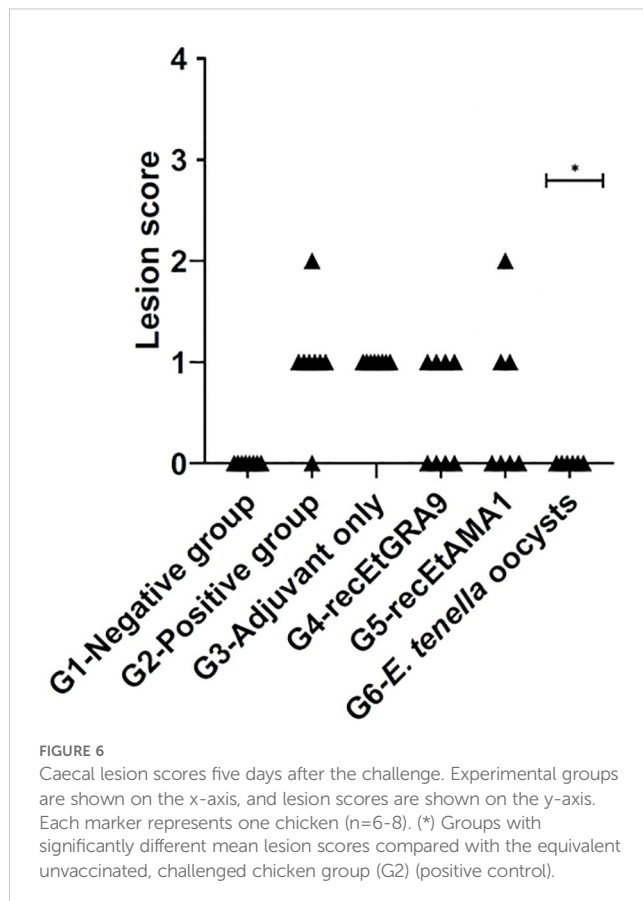 4
3
2
1
0
Lesion score
*
G1-Negative group
G2-Positive group
G3-Adjuvant only
G4-recEtGRA9
G5-recEtAMA1
G6-E. tenella oocysts
FIGURE 6
Caecal lesion scores five days after the challenge. Experimental groups
are shown on the x-axis, and lesion scores are shown on the y-axis.
Each marker represents one chicken (n=6-8). (*) Groups with
significantly different mean lesion scores compared with the equivalent
unvaccinated, challenged chicken group (G2) (positive control).